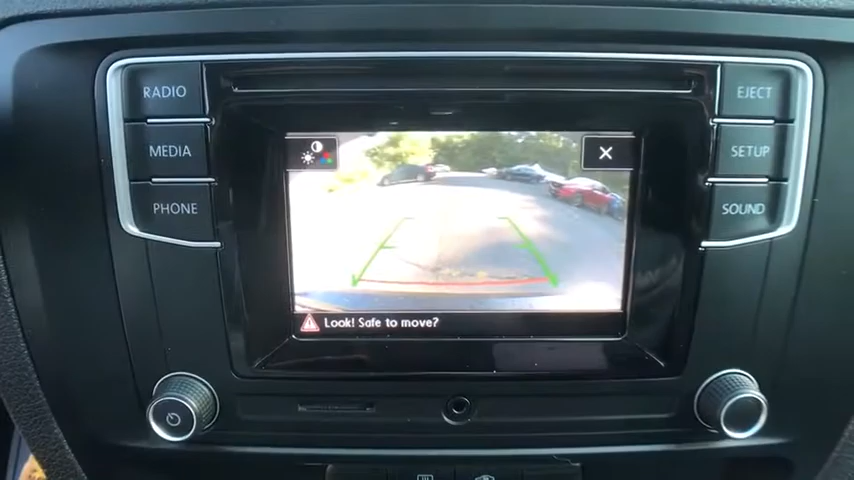 RADIO
EJECT
MEDIA
SETUP
PHONE
SOUND
Look! Safe to move?